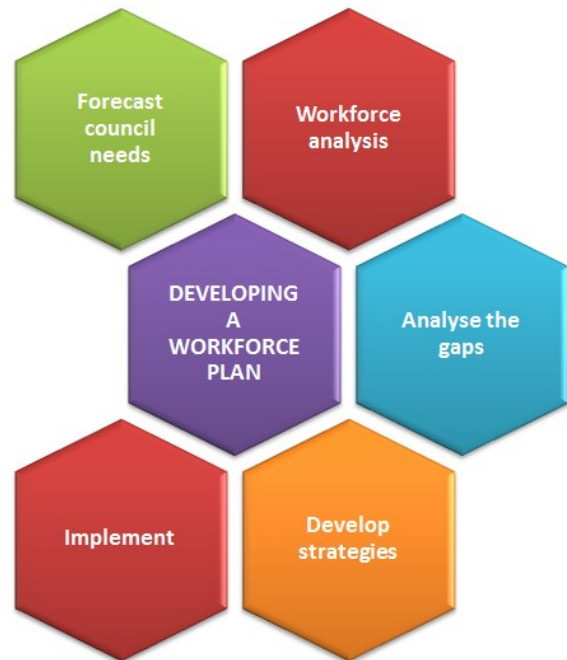 Forecast
council
needs
Workforce
analysis
DEVELOPING
A
WORKFORCE
PLAN
Analyse the
gaps
Implement
Develop
strategies